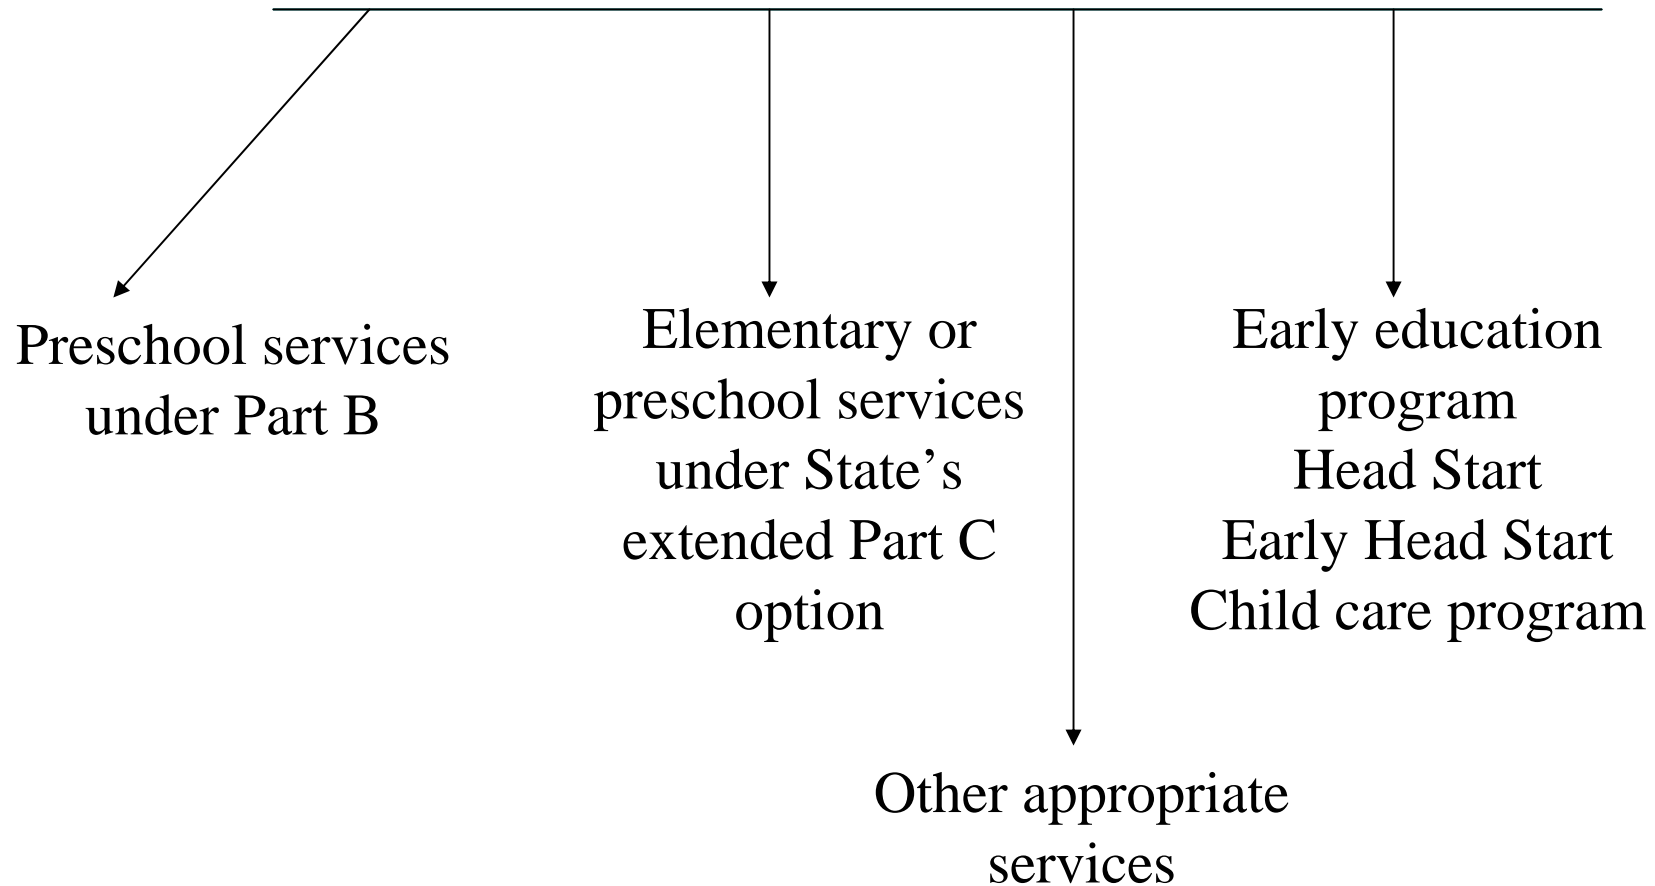 Preschool services
under Part B
Elementary or
preschool services
under State’s
extended Part C
option
Early education
program
Head Start
Early Head Start
Child care program
Other appropriate
services